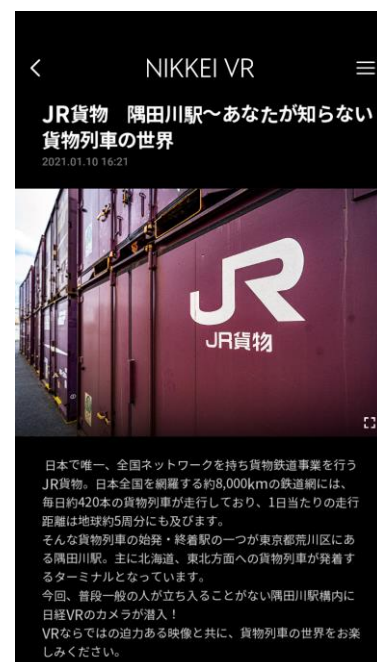 NIKKEI VR
JR貨物　隅田川駅～あなたが知らない
貨物列車の世界
2021.01.10 16:21
JR
JR貨物
日本で唯一、全国ネットワークを持ち貨物鉄道事業を行う
JR貨物。日本全国を網羅する約8,000kmの鉄道網には、
毎日約420本の貨物列車が走行しており、1日当たりの走行
距離は地球約5周分にも及びます。
そんな貨物列車の始発・終着駅の一つが東京都荒川区にあ
る隅田川駅。主に北海道、東北方面への貨物列車が発着す
るターミナルとなっています。
今回、普段一般の人が立ち入ることがない隅田川駅構内に
日経VRのカメラが潜入！
VRならではの迫力ある映像と共に、貨物列車の世界をお楽
しみください。